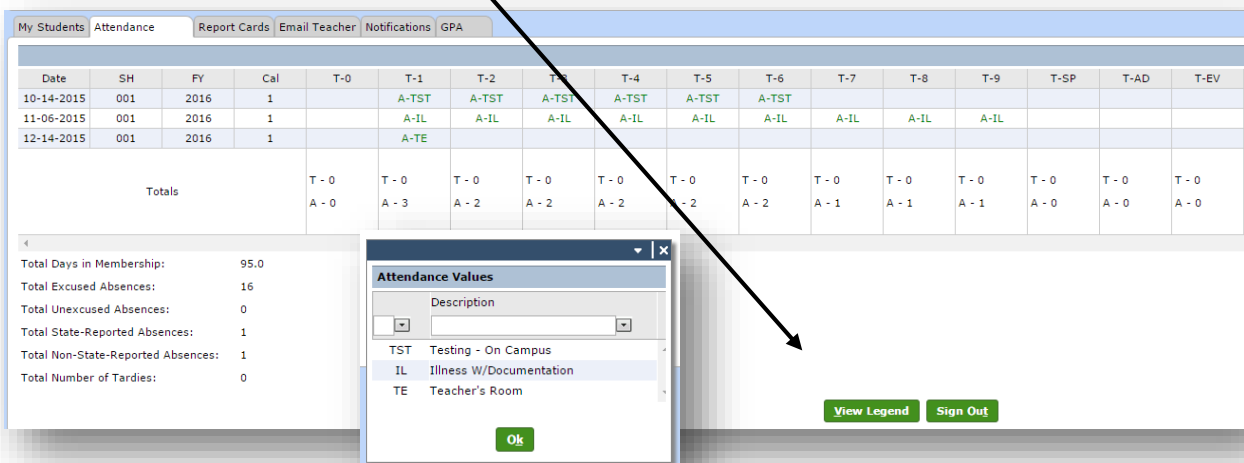 My Students Attendance Report Cards Email Teacher Notifications GPA
Date SH FY Cal T-0 T-1 T-2 T-3 T-4 T-5 T-6 T-7 T-8 T-9 T-SP T-AD T-EV
10-14-2015 001 2016 1 A-TST A-TST A-TST A-TST A-TST A-TST
11-06-2015 001 2016 1 A-IL A-IL A-IL A-IL A-IL A-IL A-IL A-IL A-IL
12-14-2015 001 2016 1 A-TE
Totals
T - 0 T - 0 T - 0 T - 0 T - 0 T - 0 T - 0 T - 0 T - 0 T - 0 T - 0 T - 0 T - 0
A - 0 A - 3 A - 2 A - 2 A - 2 A - 2 A - 2 A - 1 A - 1 A - 1 A - 0 A - 0 A - 0
Total Days in Membership: 95.0
Total Excused Absences: 16
Total Unexcused Absences: 0
Total State-Reported Absences: 1
Total Non-State-Reported Absences: 1
Total Number of Tardies: 0
Attendance Values
Description
TST Testing - On Campus
IL Illness W/Documentation
TE Teacher's Room
Ok
View Legend Sign Out